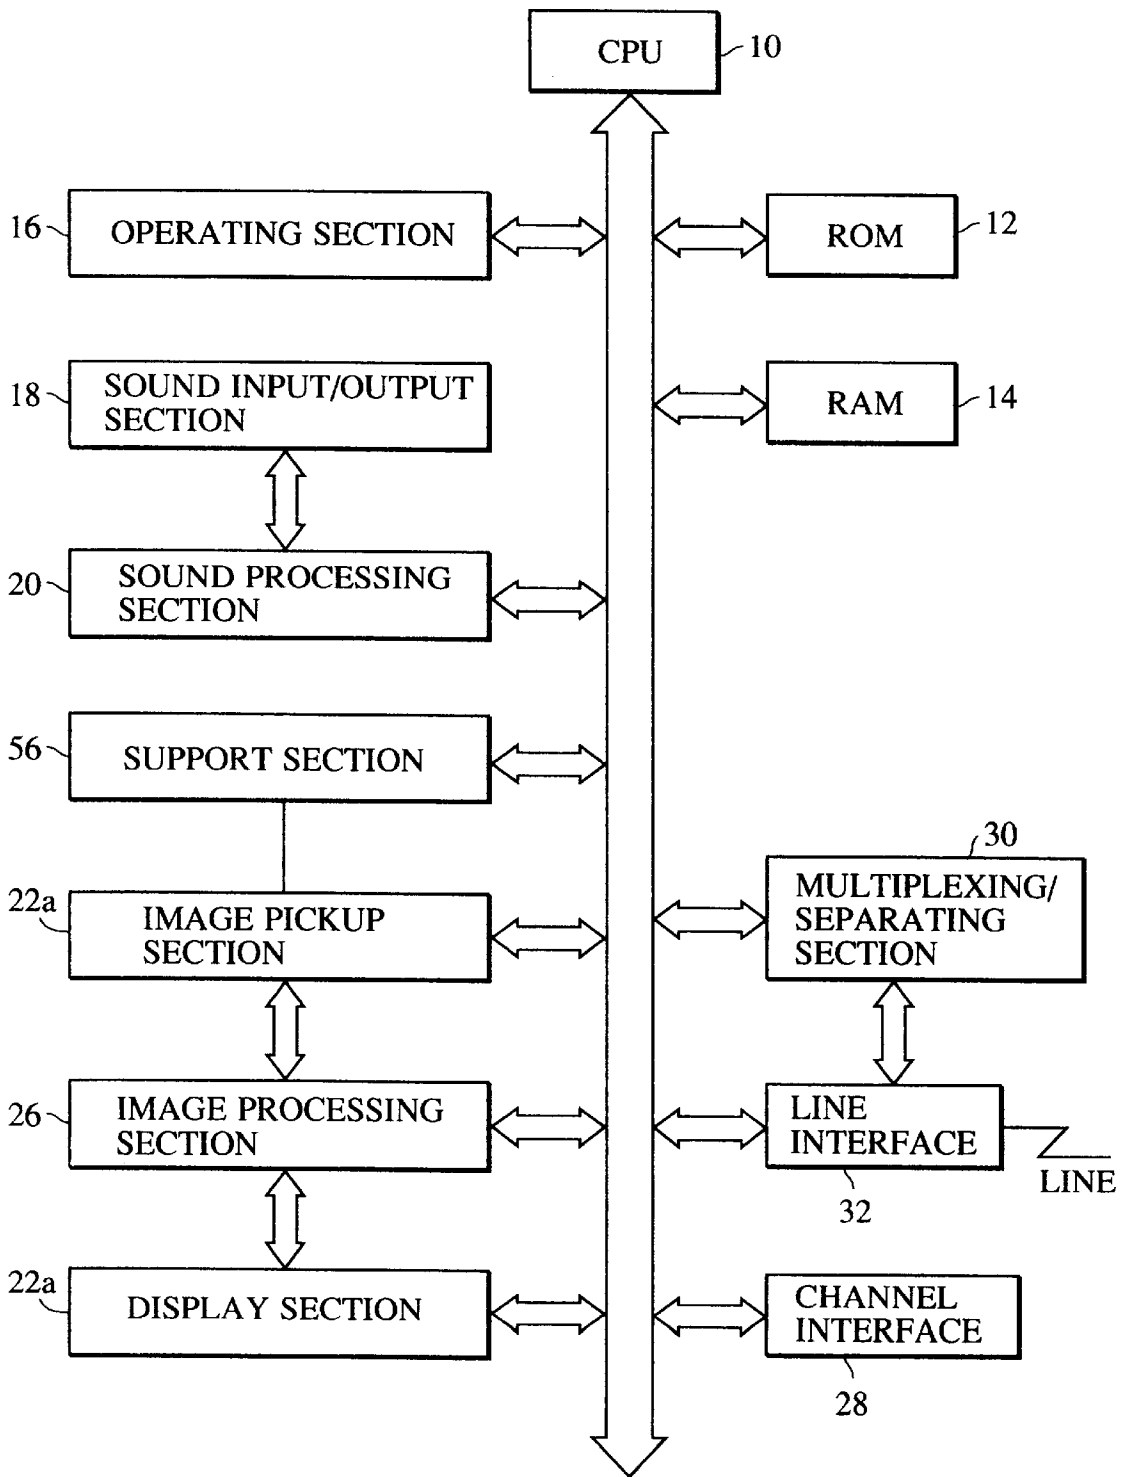 CPU
10
16
OPERATING SECTION
ROM
12
18
SOUND INPUT/OUTPUT
SECTION
RAM
14
20
SOUND PROCESSING
SECTION
56
SUPPORT SECTION
30
22a
IMAGE PICKUP
SECTION
MULTIPLEXING/
SEPARATING
SECTION
26
IMAGE PROCESSING
SECTION
LINE
INTERFACE
LINE
32
22a
DISPLAY SECTION
CHANNEL
INTERFACE
28